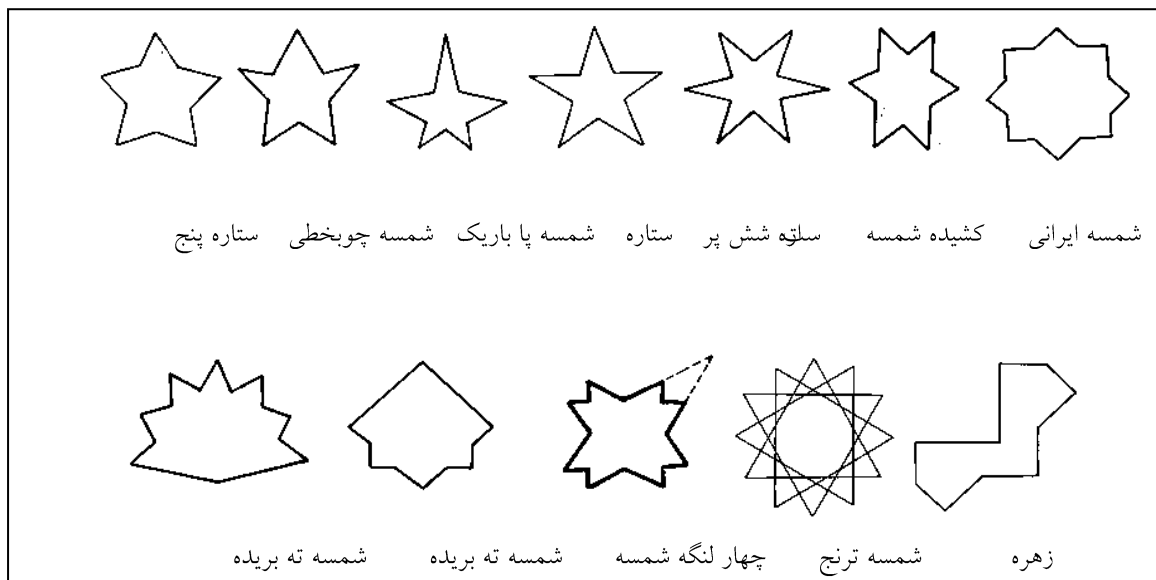 شمسه ایرانی کشیده شمسه سلته شش پر ستاره شمسه پا باریک شمسه چوبخطی ستاره پنج
زهره شمسه ترنج چهار لنگه شمسه شمسه ته بریده شمسه ته بریده